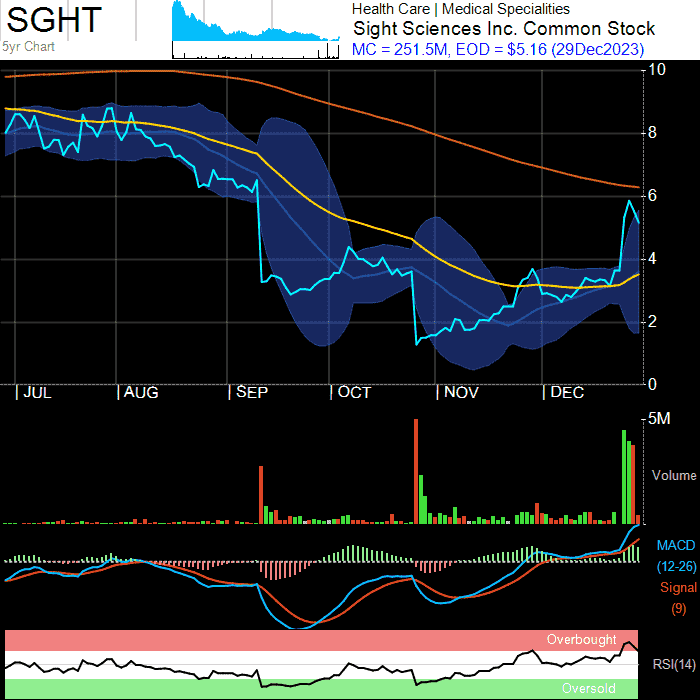 SGHT
5yr Chart
Health Care | Medical Specialities
Sight Sciences Inc. Common Stock
MC = 251.5M, EOD = $5.16 (29Dec2023)
10
8
6
4
2
0
JUL AUG SEP OCT NOV DEC
5M
Volume
MACD
(12-26)
Signal
(9)
Overbought
RSI(14)
Oversold